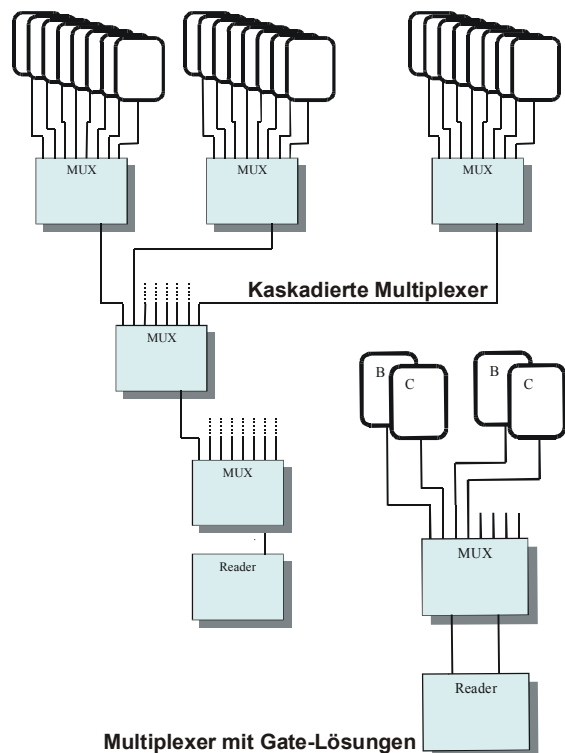 MUX
MUX
MUX
Kaskadierte Multiplexer
MUX
B
C
B
C
MUX
MUX
Reader
Reader
Multiplexer mit Gate-Lösungen